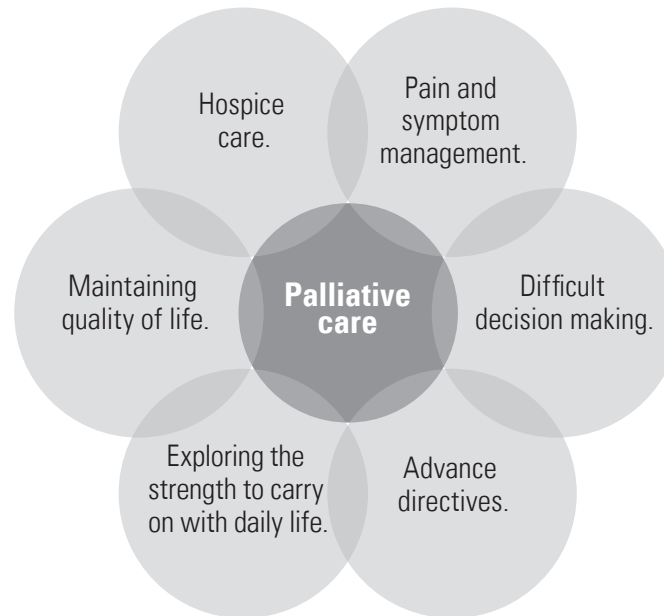 Hospice
care.
Pain and
symptom
management.
Maintaining
quality of life.
Palliative
care
Difficult
decision making.
Exploring the
strength to carry
on with daily life.
Advance
directives.